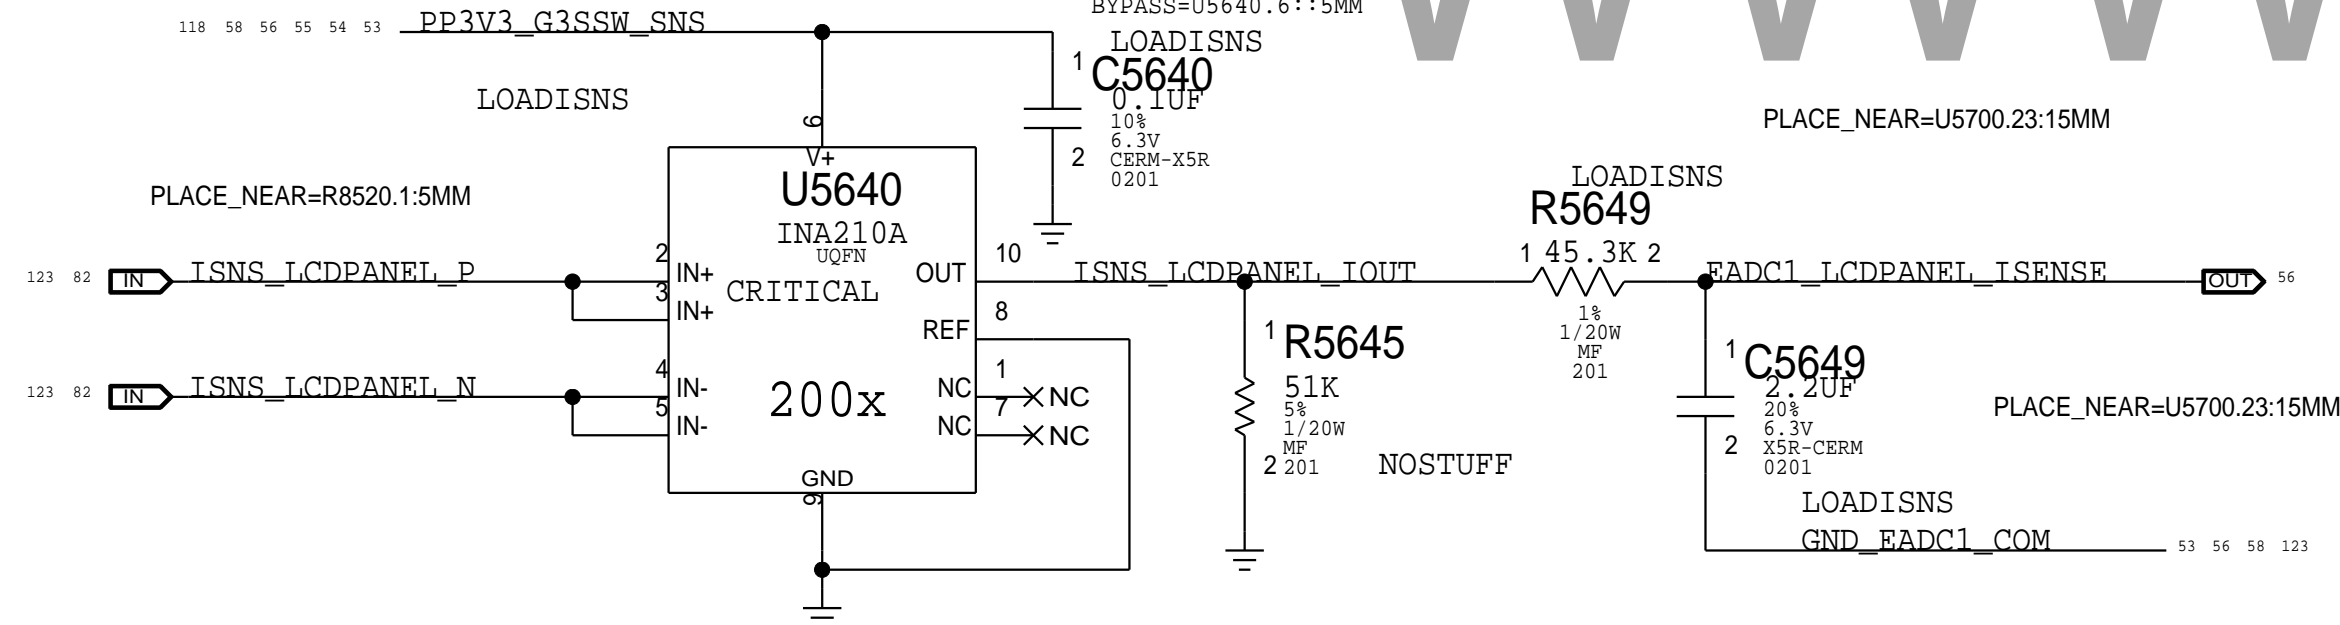 BYPASS=U5640.6::5MM
118 58 56 55 54 53 PP3V3_G3SSW_SNS
LOADISNS
1 C5640
0.1UF
10%
6.3V
2 CERM-X5R
0201
LOADISNS
PLACE_NEAR=U5700.23:15MM
6
V+
U5640
INA210A
UQFN
CRITICAL
200x
PLACE_NEAR=R8520.1:5MM
LOADISNS
R5649
1 45.3K 2
1%
1/20W
MF
201
123 82 IN ISNS_LCDPANEL_P
2 IN+
3 IN+
OUT 10 ISNS_LCDPANEL_IOUT
EADC1_LCDPANEL_ISENSE OUT 56
REF 8
1 R5645
51K
5%
1/20W
MF
2 201
NOSTUFF
1 C5649
2.2UF
20%
6.3V
2 X5R-CERM
0201
PLACE_NEAR=U5700.23:15MM
123 82 IN ISNS_LCDPANEL_N
4 IN-
5 IN-
NC 1 NC
NC 7 NC
GND
9
LOADISNS
GND_EADC1_COM 53 56 58 123